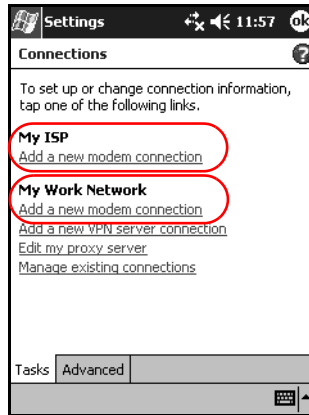 Settings 11:57 ok
Connections ?
To set up or change connection information,
tap one of the following links.
My ISP
Add a new modem connection
My Work Network
Add a new modem connection
Add a new VPN server connection
Edit my proxy server
Manage existing connections
Tasks Advanced